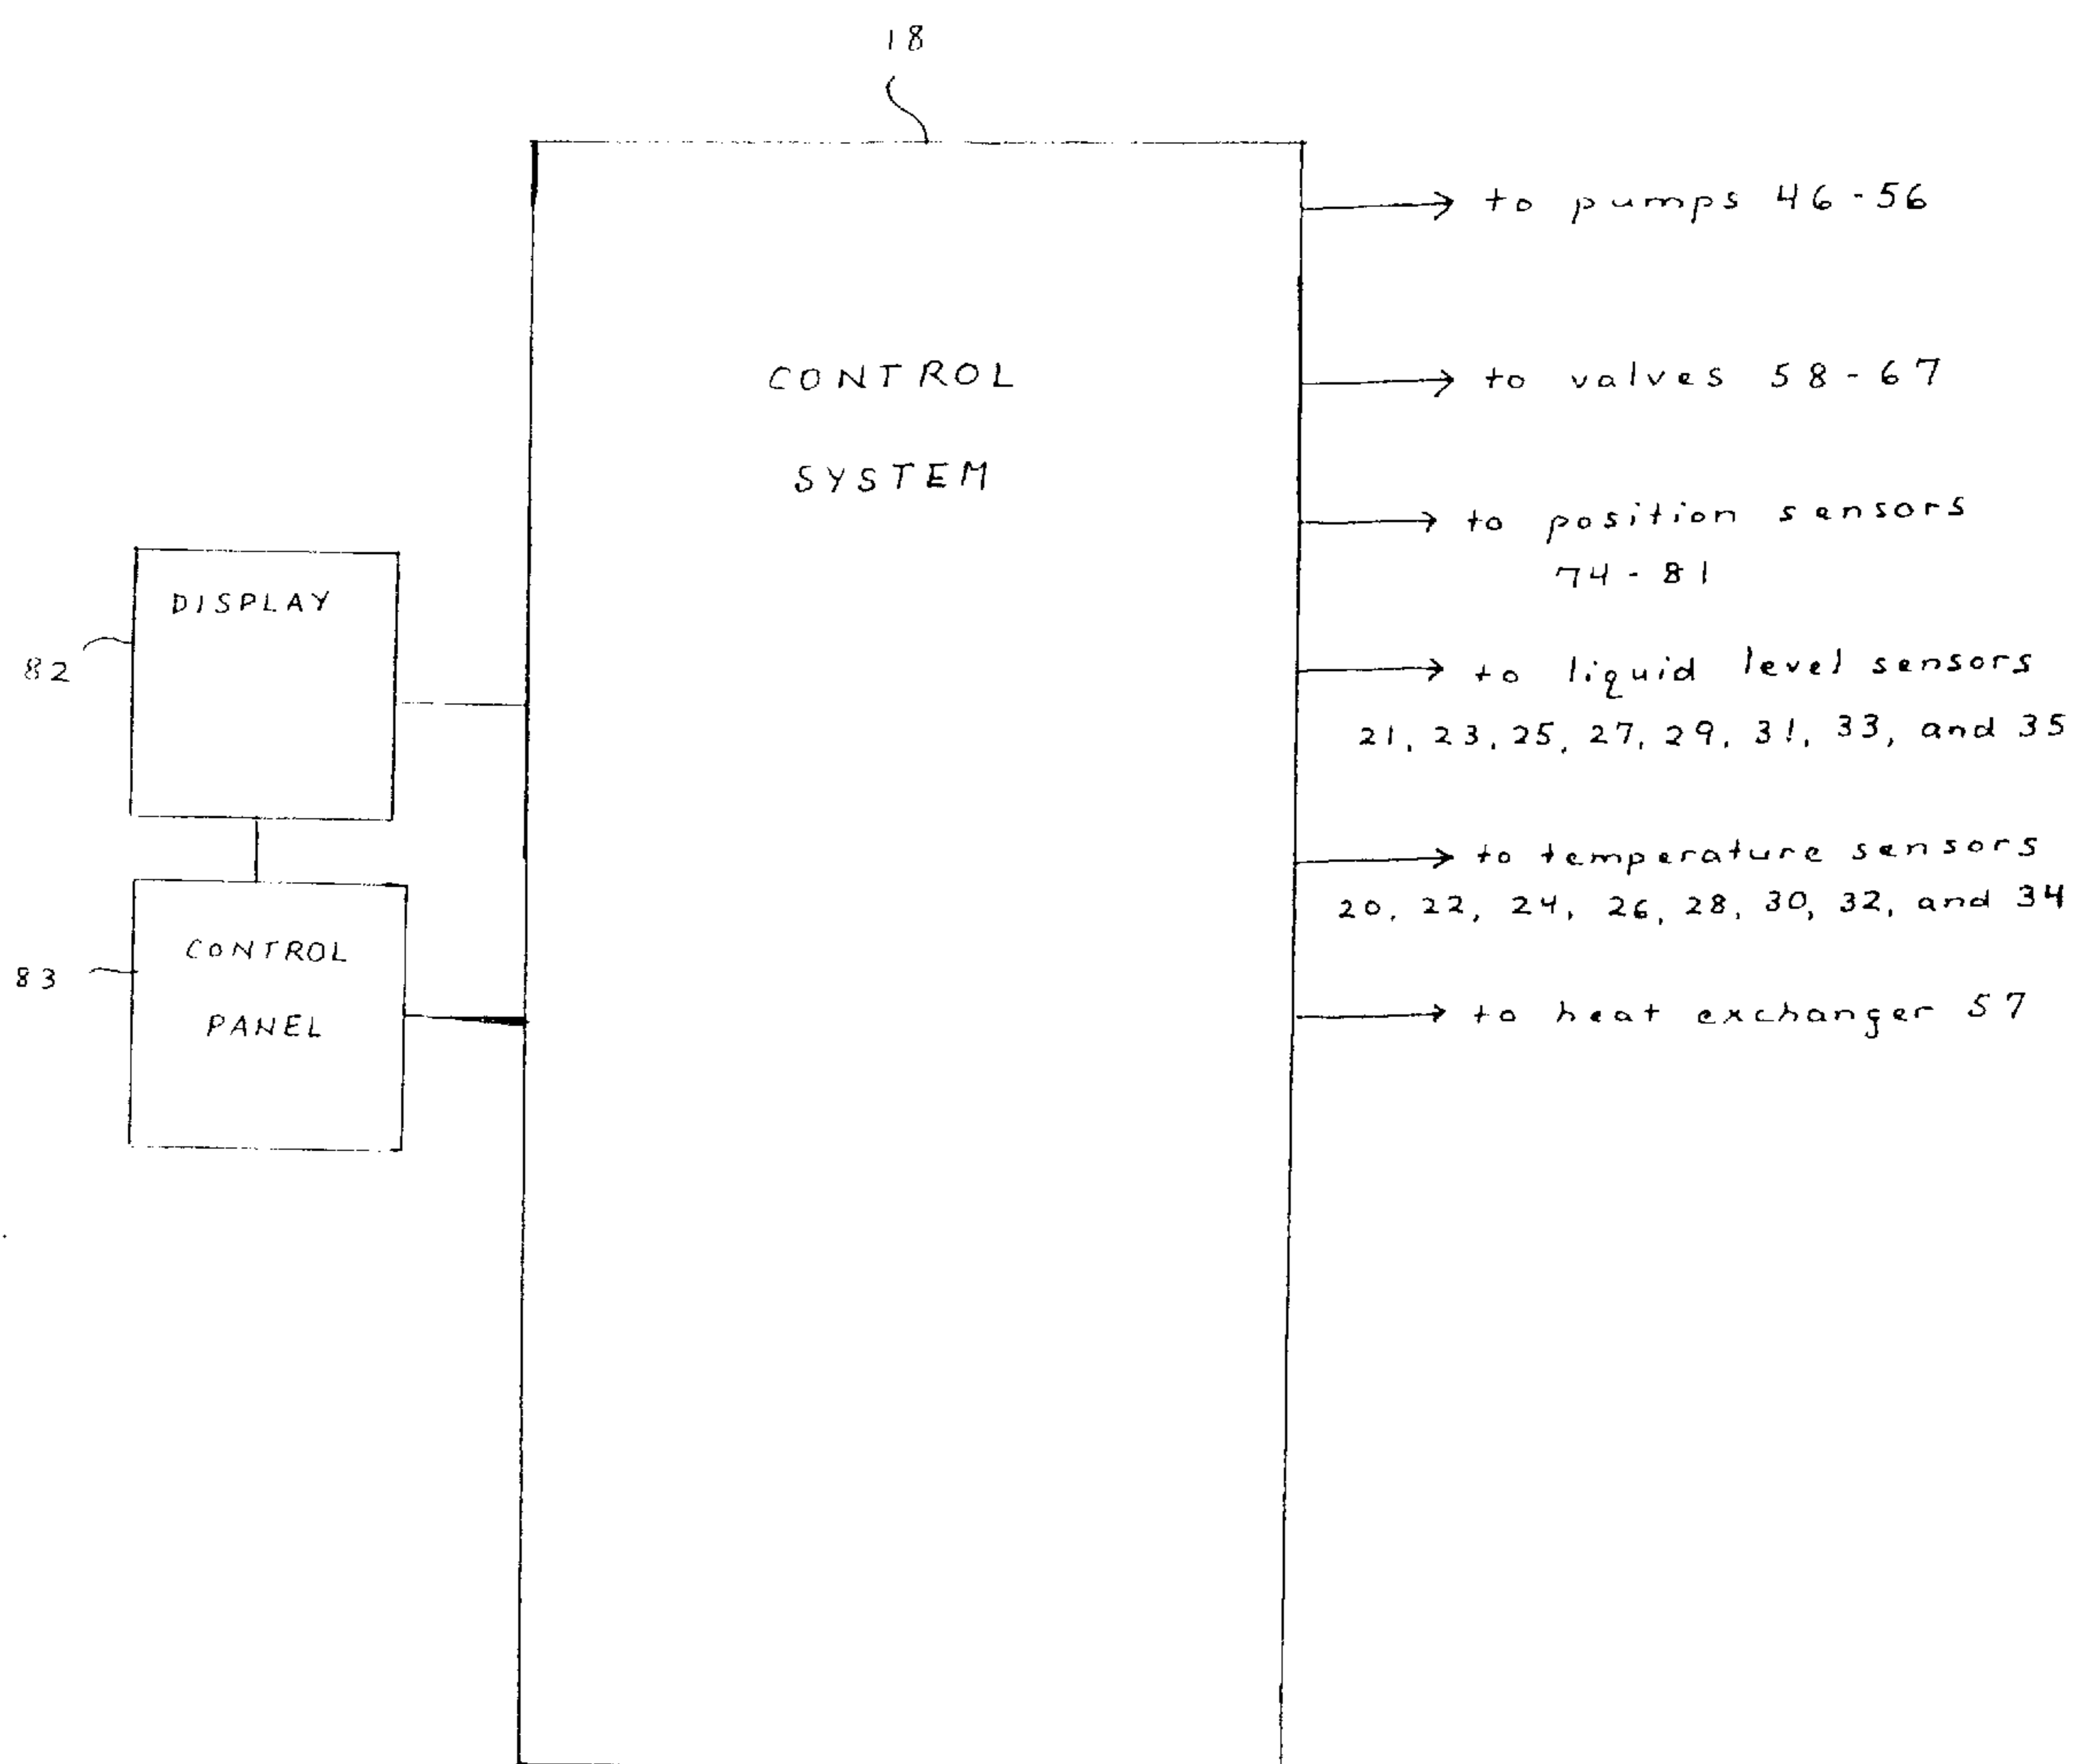 18
to pumps 46-56
CONTROL
to valves 58-67
SYSTEM
to position sensors
74-81
DISPLAY
82
to liquid level sensors
21, 23, 25, 27, 29, 31, 33, and 35
to temperature sensors
20, 22, 24, 26, 28, 30, 32, and 34
CONTROL
83
PANEL
to heat exchanger 57